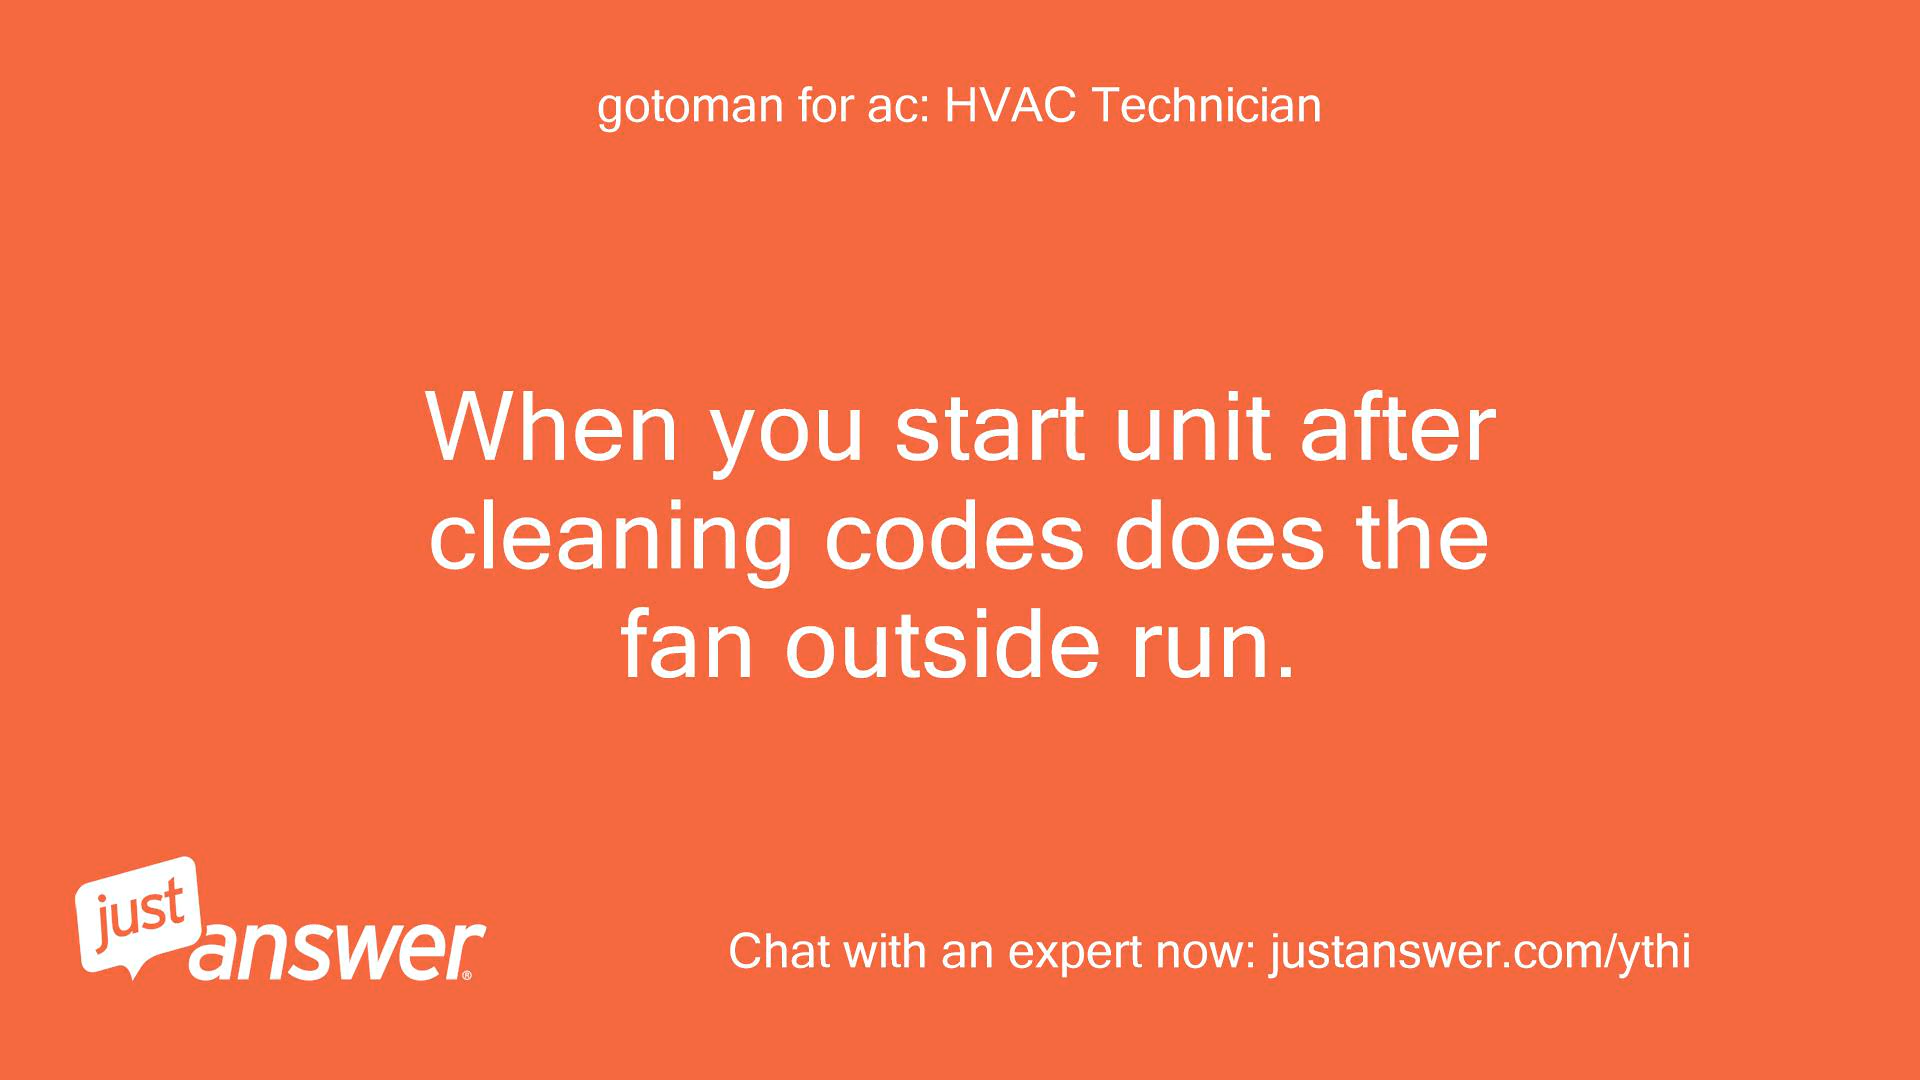 gotoman for ac: HVAC Technician
When you start unit after
cleaning codes does the
fan outside run.
just
answer®
Chat with an expert now: justanswer.com/ythi